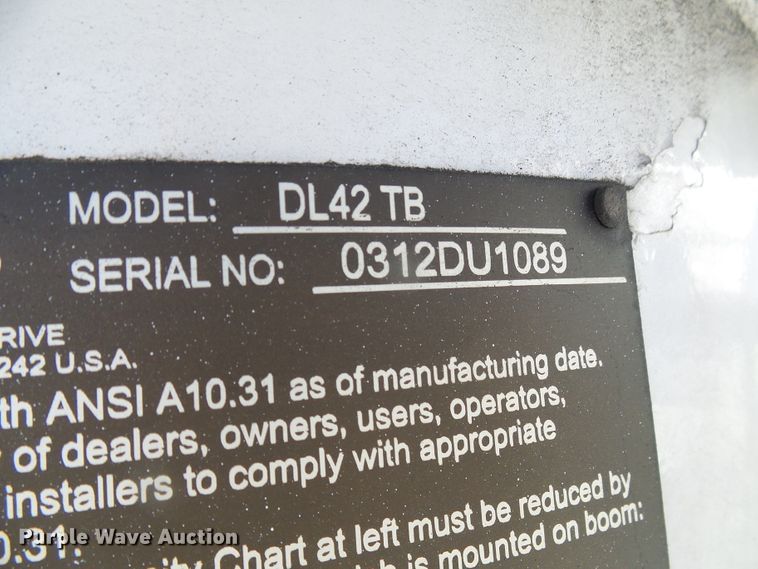 MODEL: DL42 TB
SERIAL NO: 0312DU1089
RIVE
242 U.S.A.
th ANSI A10.31 as of manufacturing date.
of dealers, owners, users, operators,
installers to comply with appropriate
0.31.
Chart at left must be reduced by
is mounted on boom:
Purple Wave Auction